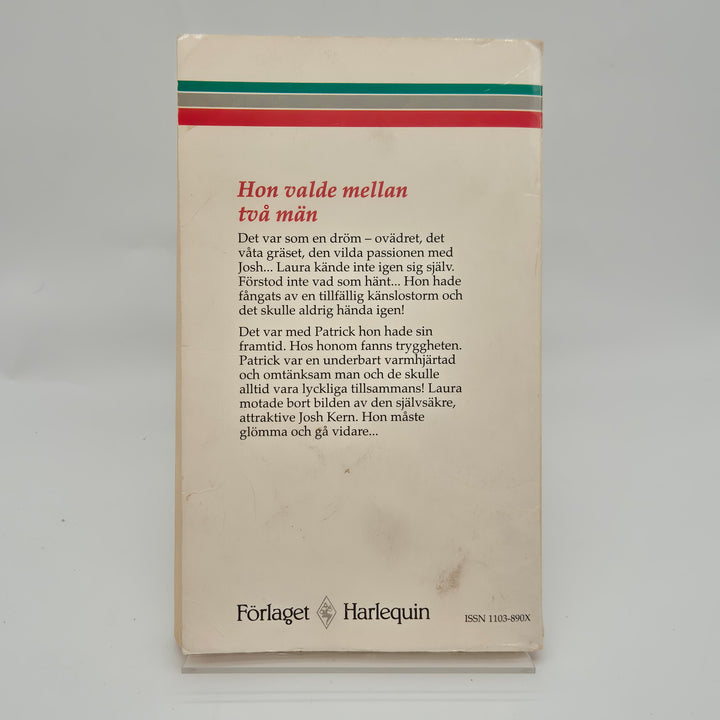 Hon valde mellan
två män
Det var som en dröm – ovädret, det
våta gräset, den vilda passionen med
Josh... Laura kände inte igen sig själv.
Förstod inte vad som hänt... Hon hade
fångats av en tillfällig känslostorm och
det skulle aldrig hända igen!
Det var med Patrick hon hade sin
framtid. Hos honom fanns tryggheten.
Patrick var en underbart varmhjärtad
och omtänksam man och de skulle
alltid vara lyckliga tillsammans! Laura
motade bort bilden av den självsäkre,
attraktive Josh Kern. Hon måste
glömma och gå vidare...
Förlaget Harlequin
ISSN 1103-890X